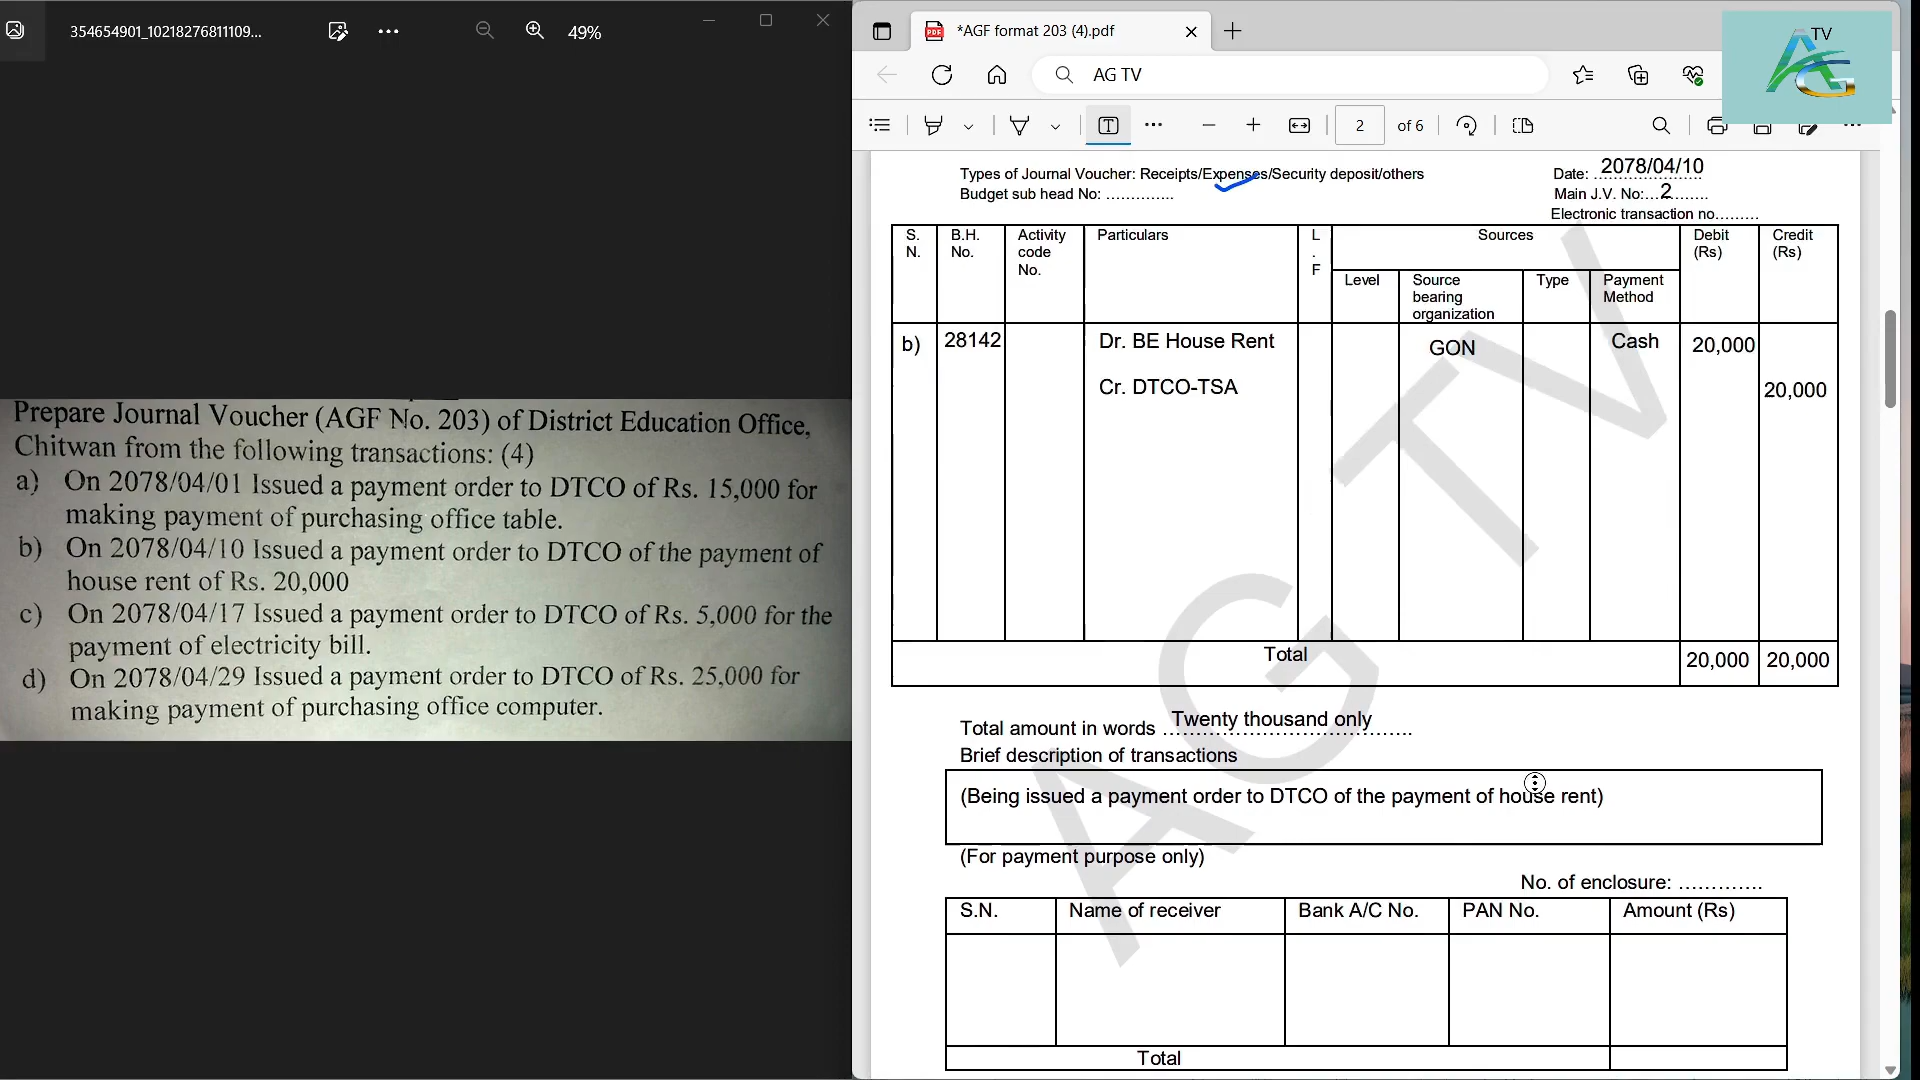 354654901_10218276811109...
49%
Prepare Journal Voucher (AGF No. 203) of District Education Office,
Chitwan from the following transactions: (4)
a) On 2078/04/01 Issued a payment order to DTCO of Rs. 15,000 for
making payment of purchasing office table.
b) On 2078/04/10 Issued a payment order to DTCO of the payment of
house rent of Rs. 20,000
c) On 2078/04/17 Issued a payment order to DTCO of Rs. 5,000 for the
payment of electricity bill.
d) On 2078/04/29 Issued a payment order to DTCO of Rs. 25,000 for
making payment of purchasing office computer.
*AGF format 203 (4).pdf
TV
AG
AG TV
2 of 6
Types of Journal Voucher: Receipts/Expenses/Security deposit/others
Date: 2078/04/10
Budget sub head No: ..............
Main J.V. No:...2........
Electronic transaction no.........
S. N.
B.H. No.
Activity code No.
Particulars
L . F
Sources
Debit (Rs)
Credit (Rs)
Level
Source bearing organization
Type
Payment Method
b) 28142 Dr. BE House Rent GON Cash 20,000
Cr. DTCO-TSA 20,000
Total 20,000 20,000
Total amount in words Twenty thousand only
Brief description of transactions
(Being issued a payment order to DTCO of the payment of house rent)
(For payment purpose only)
No. of enclosure: .............
S.N. Name of receiver Bank A/C No. PAN No. Amount (Rs)
Total
AG TV